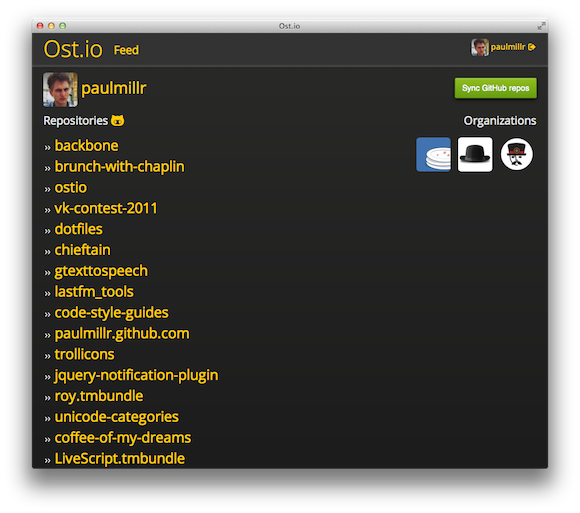 Ost.io
Ost.io Feed paulmillr
paulmillr
Sync GitHub repos
Repositories Organizations
›› backbone
›› brunch-with-chaplin
›› ostio
›› vk-contest-2011
›› dotfiles
›› chieftain
›› gtexttospeech
›› lastfm_tools
›› code-style-guides
›› paulmillr.github.com
›› trollicons
›› jquery-notification-plugin
›› roy.tmbundle
›› unicode-categories
›› coffee-of-my-dreams
›› LiveScript.tmbundle